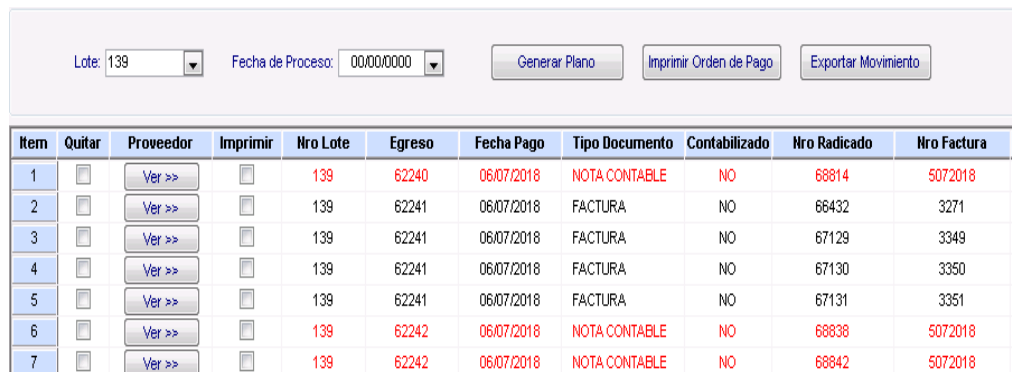 Lote: 139 Fecha de Proceso: 00/00/0000 Generar Plano Imprimir Orden de Pago Exportar Movimiento
Item Quitar Proveedor Imprimir Nro Lote Egreso Fecha Pago Tipo Documento Contabilizado Nro Radicado Nro Factura
1 Ver >> 139 62240 06/07/2018 NOTA CONTABLE NO 68814 5072018
2 Ver >> 139 62241 06/07/2018 FACTURA NO 66432 3271
3 Ver >> 139 62241 06/07/2018 FACTURA NO 67129 3349
4 Ver >> 139 62241 06/07/2018 FACTURA NO 67130 3350
5 Ver >> 139 62241 06/07/2018 FACTURA NO 67131 3351
6 Ver >> 139 62242 06/07/2018 NOTA CONTABLE NO 68838 5072018
7 Ver >> 139 62242 06/07/2018 NOTA CONTABLE NO 68842 5072018